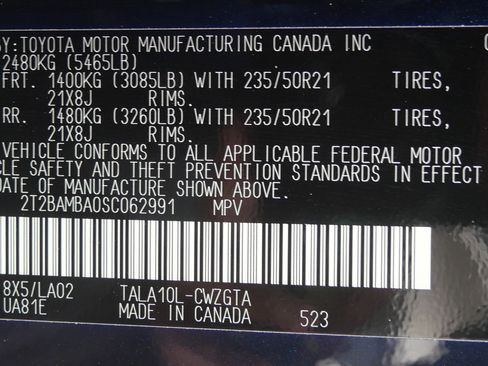 BY:TOYOTA MOTOR MANUFACTURING CANADA INC
2480KG (5465LB)
FRT. 1400KG (3085LB) WITH 235/50R21 TIRES,
21X8J RIMS.
RR. 1480KG (3260LB) WITH 235/50R21 TIRES,
21X8J RIMS.
VEHICLE CONFORMS TO ALL APPLICABLE FEDERAL MOTOR
CLE SAFETY AND THEFT PREVENTION STANDARDS IN EFFECT
DATE OF MANUFACTURE SHOWN ABOVE.
2T2BAMBA0SC062991 MPV
8X5/LA02 TALA10L-CWZGTA
UA81E MADE IN CANADA 523